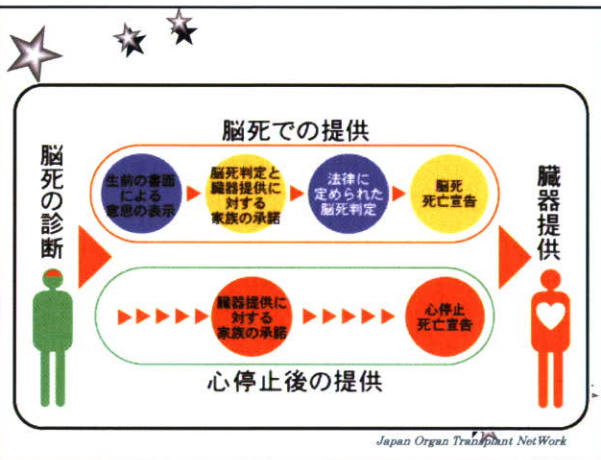 脳死での提供
脳死の診断
生前の書面
による
意思の表示
脳死判定と
臓器提供に
対する
家族の承諾
法律に
定められた
脳死判定
脳死
死亡宣告
臓器提供
臓器提供に
対する
家族の承諾
心停止
死亡宣告
心停止後の提供
Japan Organ Transplant NetWork